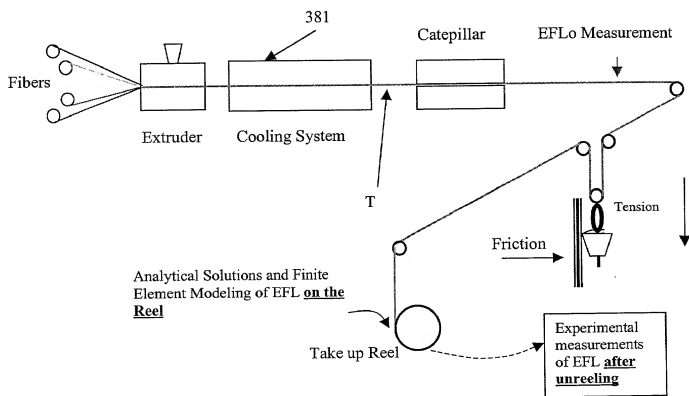 381
Catepillar
EFLo Measurement
Fibers
Extruder
Cooling System
T
Tension
Friction
Analytical Solutions and Finite
Element Modeling of EFL on the
Reel
Take up Reel
Experimental
measurements
of EFL after
unreeling